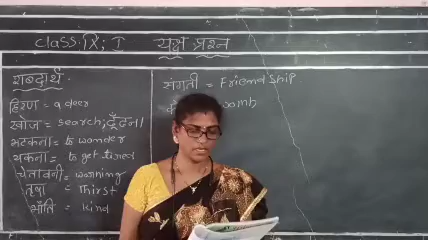 class: IX; I यक्ष प्रश्न
शब्दार्थ
हिरण = a deer
खोज = search; ढूँढना
भटकना = to wander
थकना = to get tired
चेतावनी = warning
तृषा = Thirst
भाँति = kind
संगती = Friendship